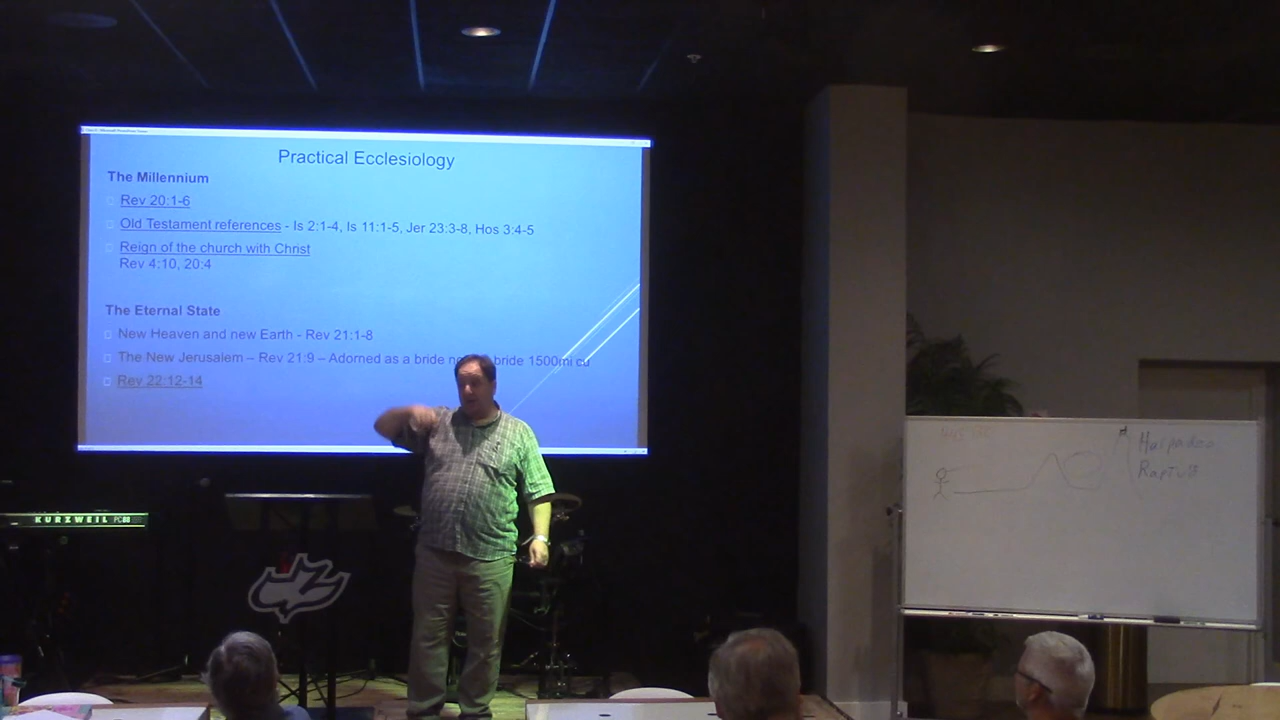 Practical Ecclesiology
The Millennium
Rev 20:1-6
Old Testament references - Is 2:1-4, Is 11:1-5, Jer 23:3-8, Hos 3:4-5
Reign of the church with Christ
Rev 4:10, 20:4
The Eternal State
New Heaven and new Earth - Rev 21:1-8
The New Jerusalem – Rev 21:9 – Adorned as a bride bride 1500mi cu
Rev 22:12-14
KURZWEIL PC88
Harpadzo
Rapture